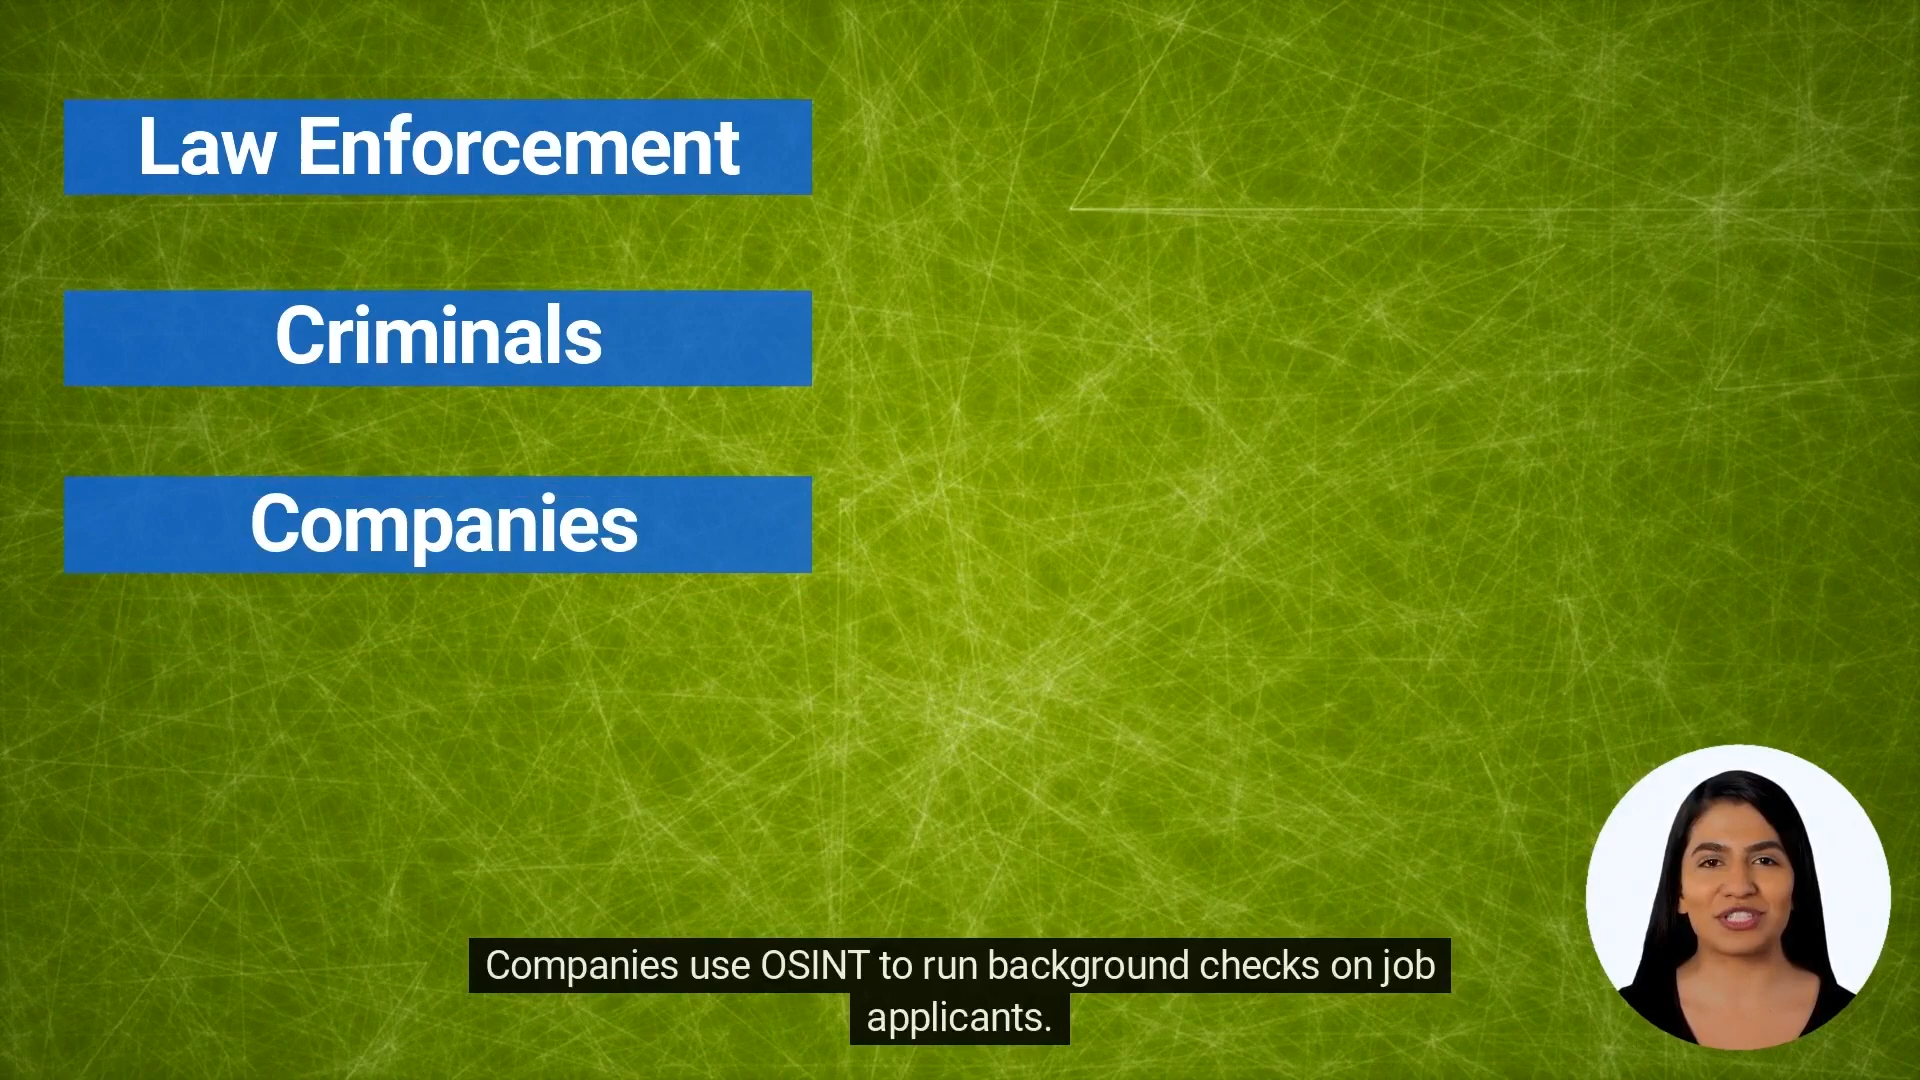 Law Enforcement
Criminals
Companies
Companies use OSINT to run background checks on job
applicants.